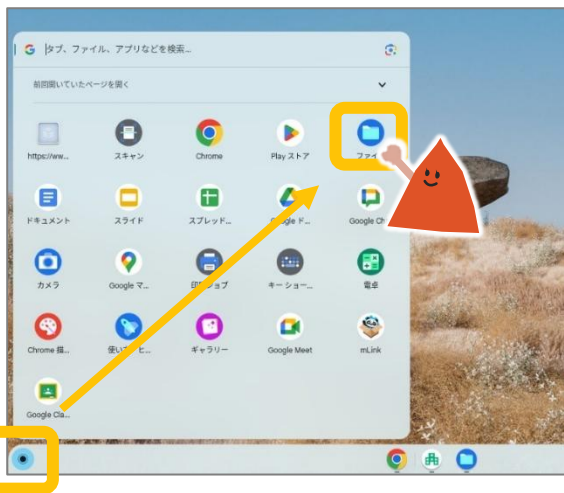 タブ、ファイル、アプリなどを検索...
前回開いていたページを開く
https://ww...
スキャン
Chrome
Play ストア
ファイ
ドキュメント
スライド
スプレッド...
Google Ch
カメラ
Google マ...
キー ショー...
電卓
Chrome 描...
ギャラリー
Google Meet
mLink
Google Cla...